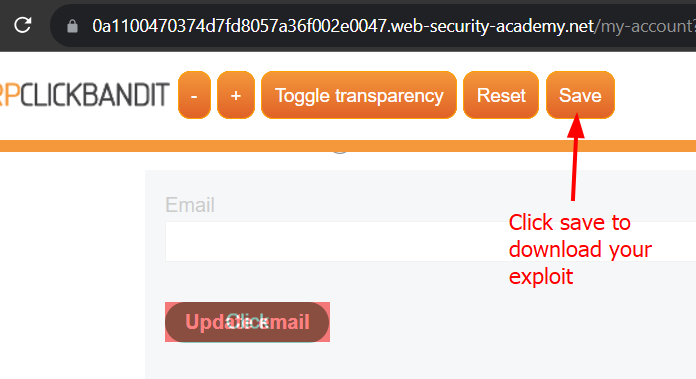 0a1100470374d7fd8057a36f002e0047.web-security-academy.net/my-account?
RPCLICKBANDIT - + Toggle transparency Reset Save
Email
Click save to
download your
exploit
Update email
Click